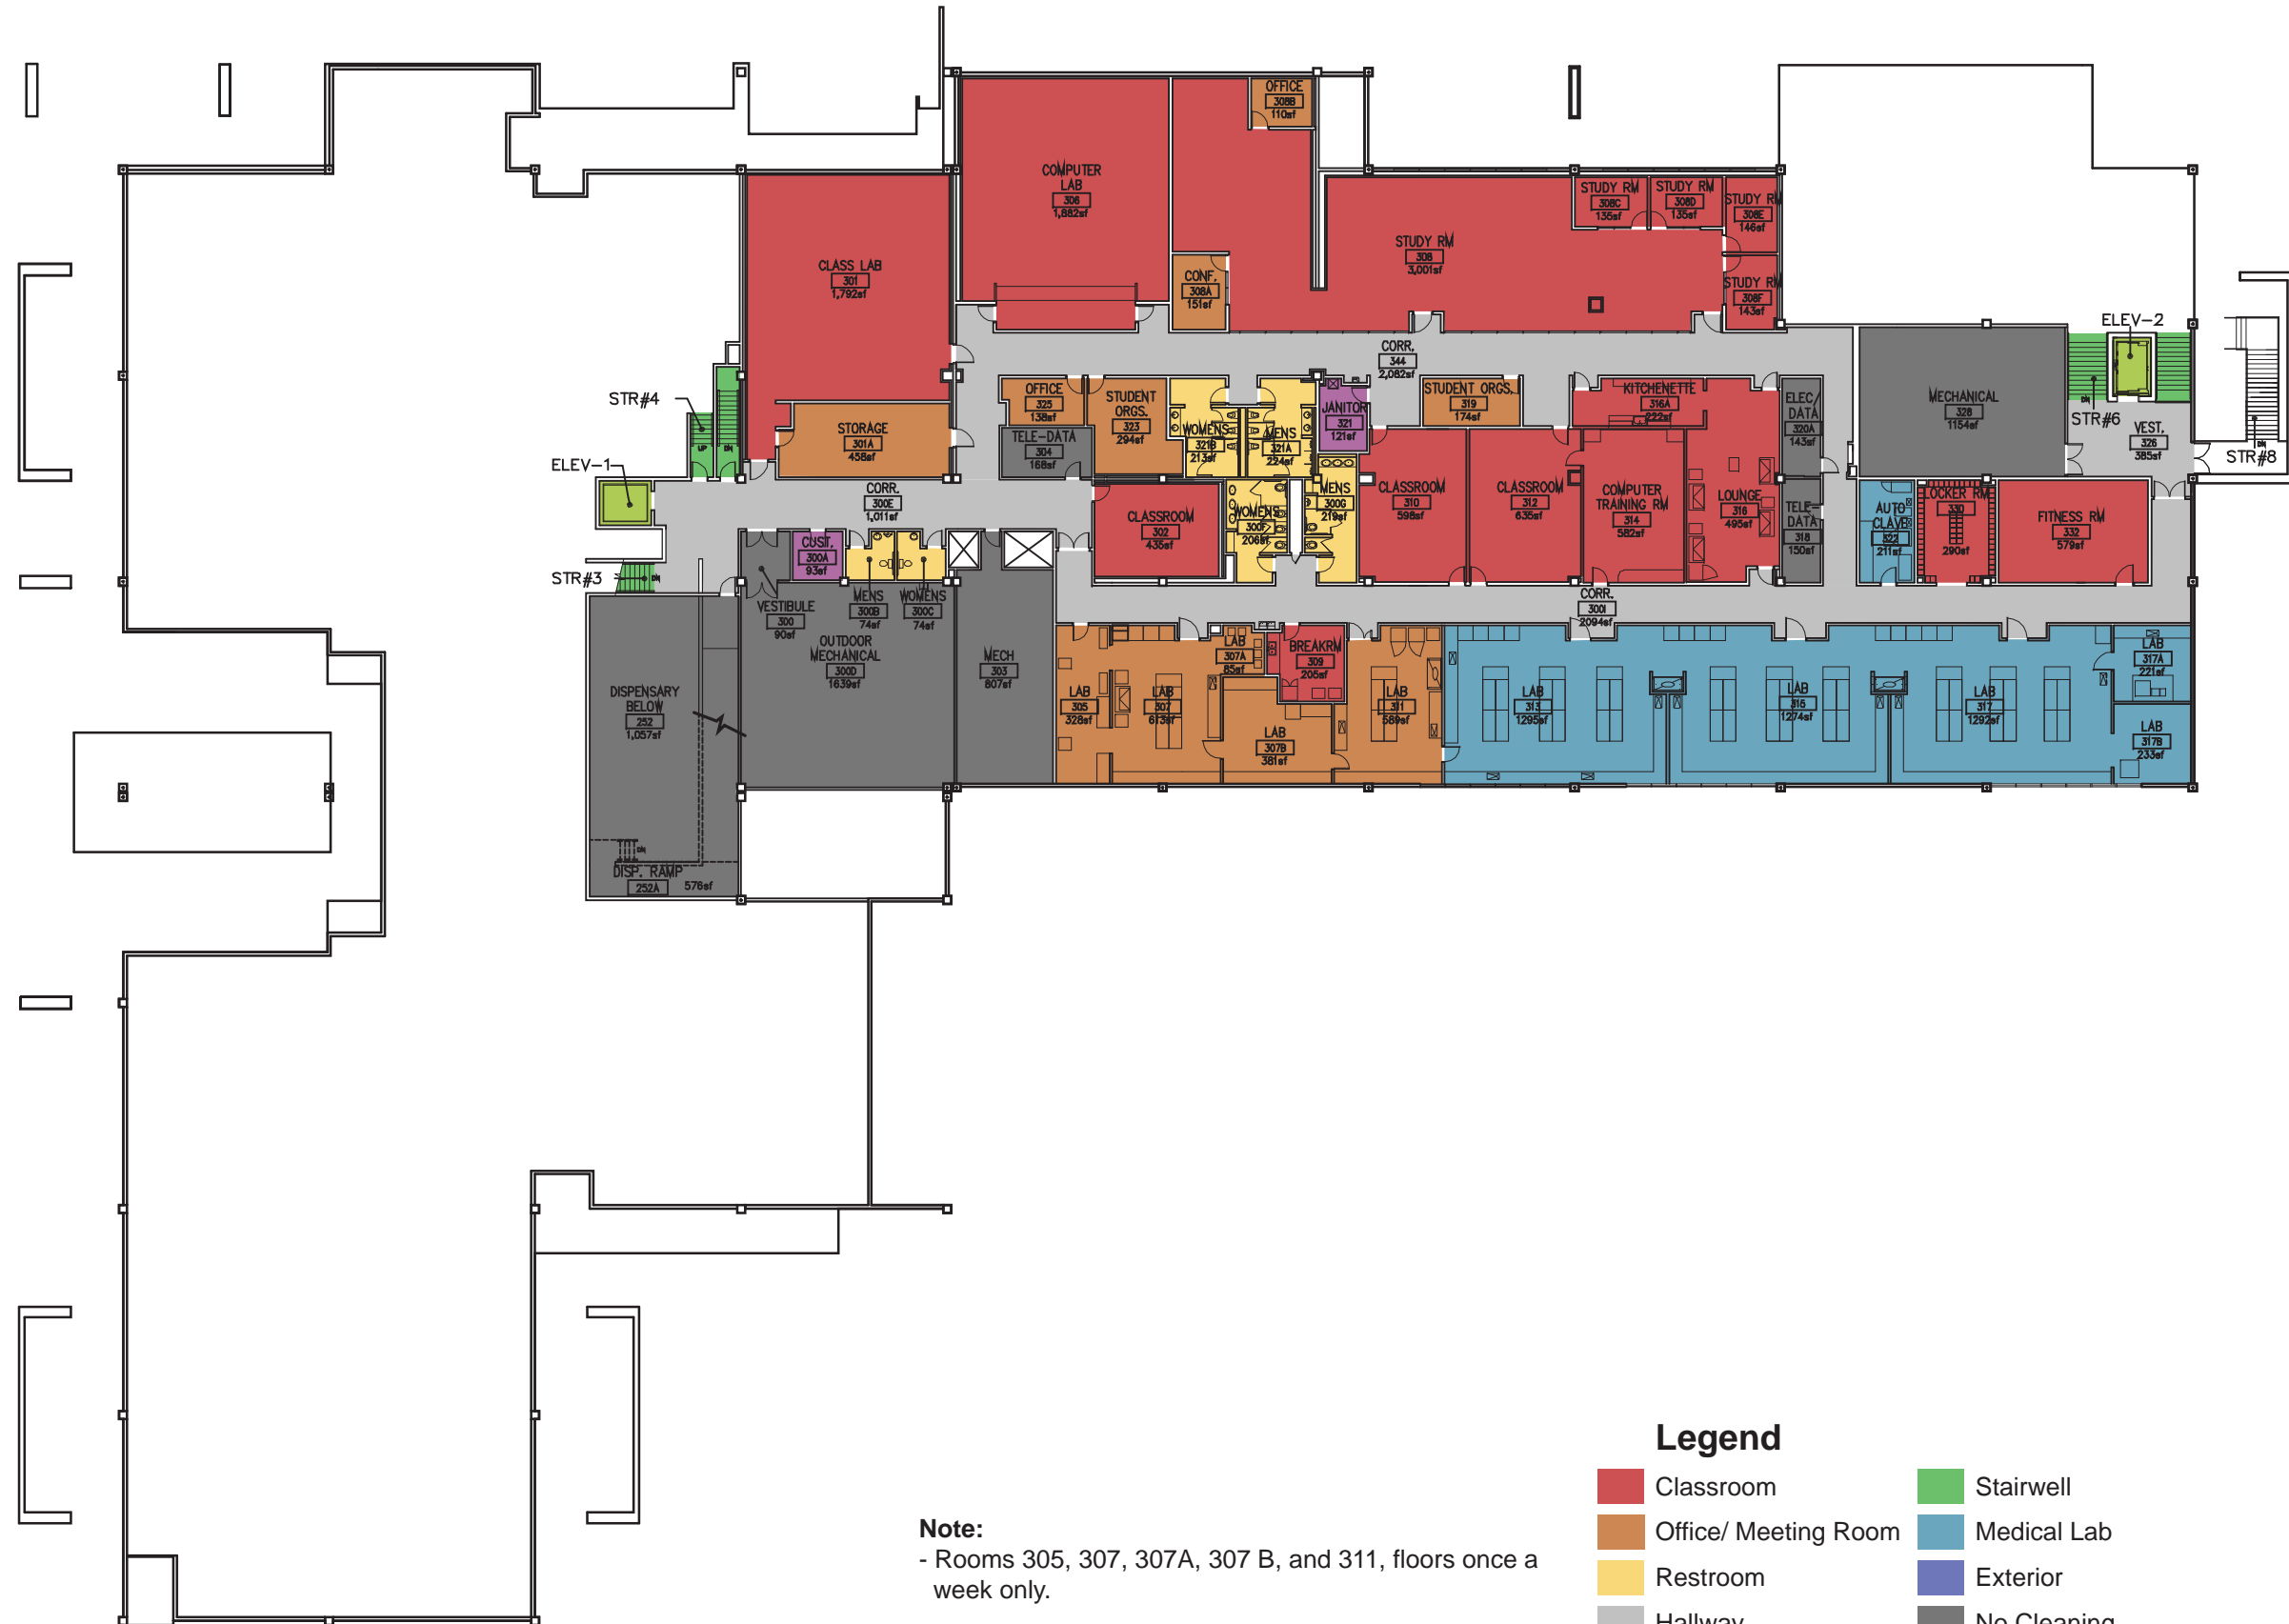 OFFICE
308B
110sf
COMPUTER
LAB
306
1,882sf
STUDY RM
308C
135sf
STUDY RM
308D
135sf
STUDY RM
308E
146sf
CLASS LAB
301
1,792sf
STUDY RM
308
3,001sf
CONF.
308A
151sf
STUDY RM
308F
143sf
ELEV-2
CORR.
344
2,082sf
STR#4
UP
DN
OFFICE
325
138sf
STUDENT
ORGS.
323
294sf
WOMENS
321B
213sf
MENS
321A
224sf
JANITOR
321
121sf
STUDENT ORGS.
319
174sf
KITCHENETTE
316A
222sf
ELEC/
DATA
320A
143sf
MECHANICAL
328
1154sf
DN
STR#6
VEST.
326
385sf
DN
STR#8
STORAGE
301A
458sf
TELE-DATA
304
168sf
ELEV-1
CORR.
300E
1,011sf
CLASSROOM
302
435sf
WOMENS
300F
206sf
MENS
300G
219sf
CLASSROOM
310
598sf
CLASSROOM
312
635sf
COMPUTER
TRAINING RM
314
582sf
LOUNGE
316
495sf
TELE-
DATA
318
150sf
AUTO
CLAVE
322
211sf
LOCKER RM
330
290sf
FITNESS RM
332
579sf
STR#3
DN
CUST.
300A
93sf
VESTIBULE
300
90sf
MENS
300B
74sf
WOMENS
300C
74sf
CORR.
300I
2094sf
OUTDOOR
MECHANICAL
300D
1639sf
MECH
303
807sf
LAB
305
328sf
LAB
307
613sf
LAB
307A
85sf
BREAKRM
309
205sf
LAB
307B
381sf
LAB
311
589sf
LAB
313
1295sf
LAB
315
1274sf
LAB
317
1292sf
LAB
317A
221sf
LAB
317B
233sf
DISPENSARY
BELOW
252
1,057sf
DN
DISP. RAMP
252A
576sf
Note:
- Rooms 305, 307, 307A, 307 B, and 311, floors once a
week only.
Legend
Classroom
Stairwell
Office/ Meeting Room
Medical Lab
Restroom
Exterior
Hallway
No Cleaning